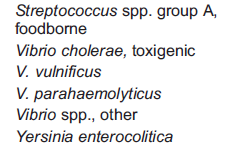 Streptococcus spp. group A,
foodborne
Vibrio cholerae, toxigenic
V. vulnificus
V. parahaemolyticus
Vibrio spp., other
Yersinia enterocolitica